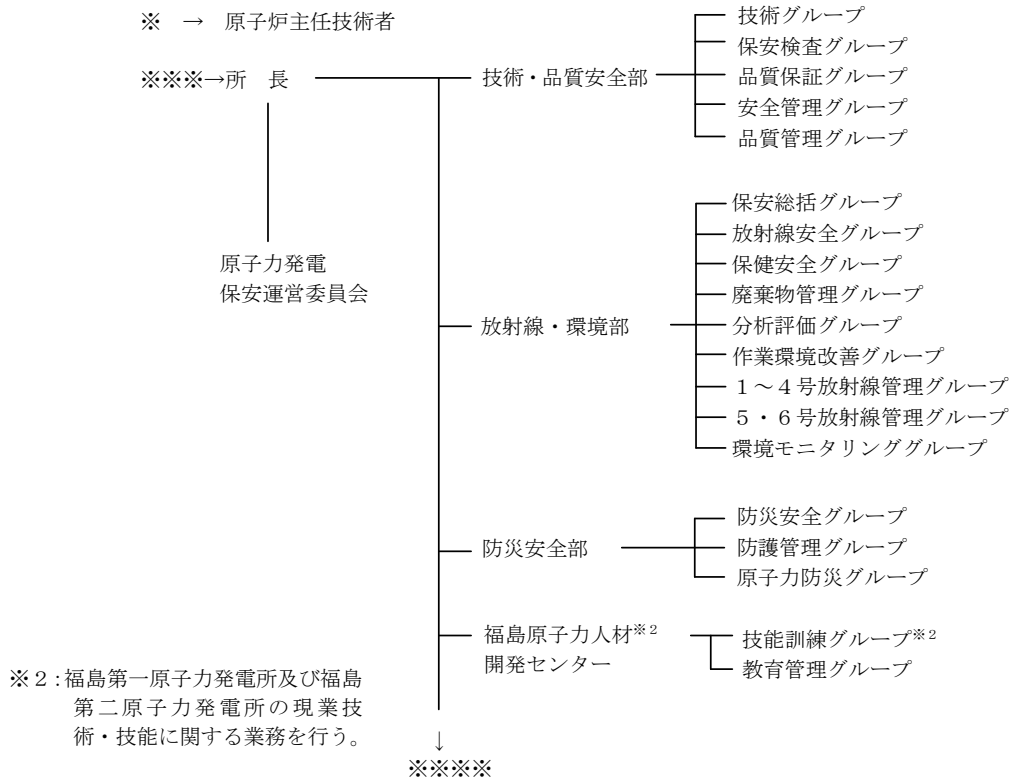 ※ → 原子炉主任技術者
※※※→所 長
原子力発電
保安運営委員会
技術・品質安全部
技術グループ
保安検査グループ
品質保証グループ
安全管理グループ
品質管理グループ
放射線・環境部
保安総括グループ
放射線安全グループ
保健安全グループ
廃棄物管理グループ
分析評価グループ
作業環境改善グループ
1~4号放射線管理グループ
5・6号放射線管理グループ
環境モニタリンググループ
防災安全部
防災安全グループ
防護管理グループ
原子力防災グループ
福島原子力人材※2
開発センター
技能訓練グループ※2
教育管理グループ
※2:福島第一原子力発電所及び福島
第二原子力発電所の現業技
術・技能に関する業務を行う。
↓
※※※※